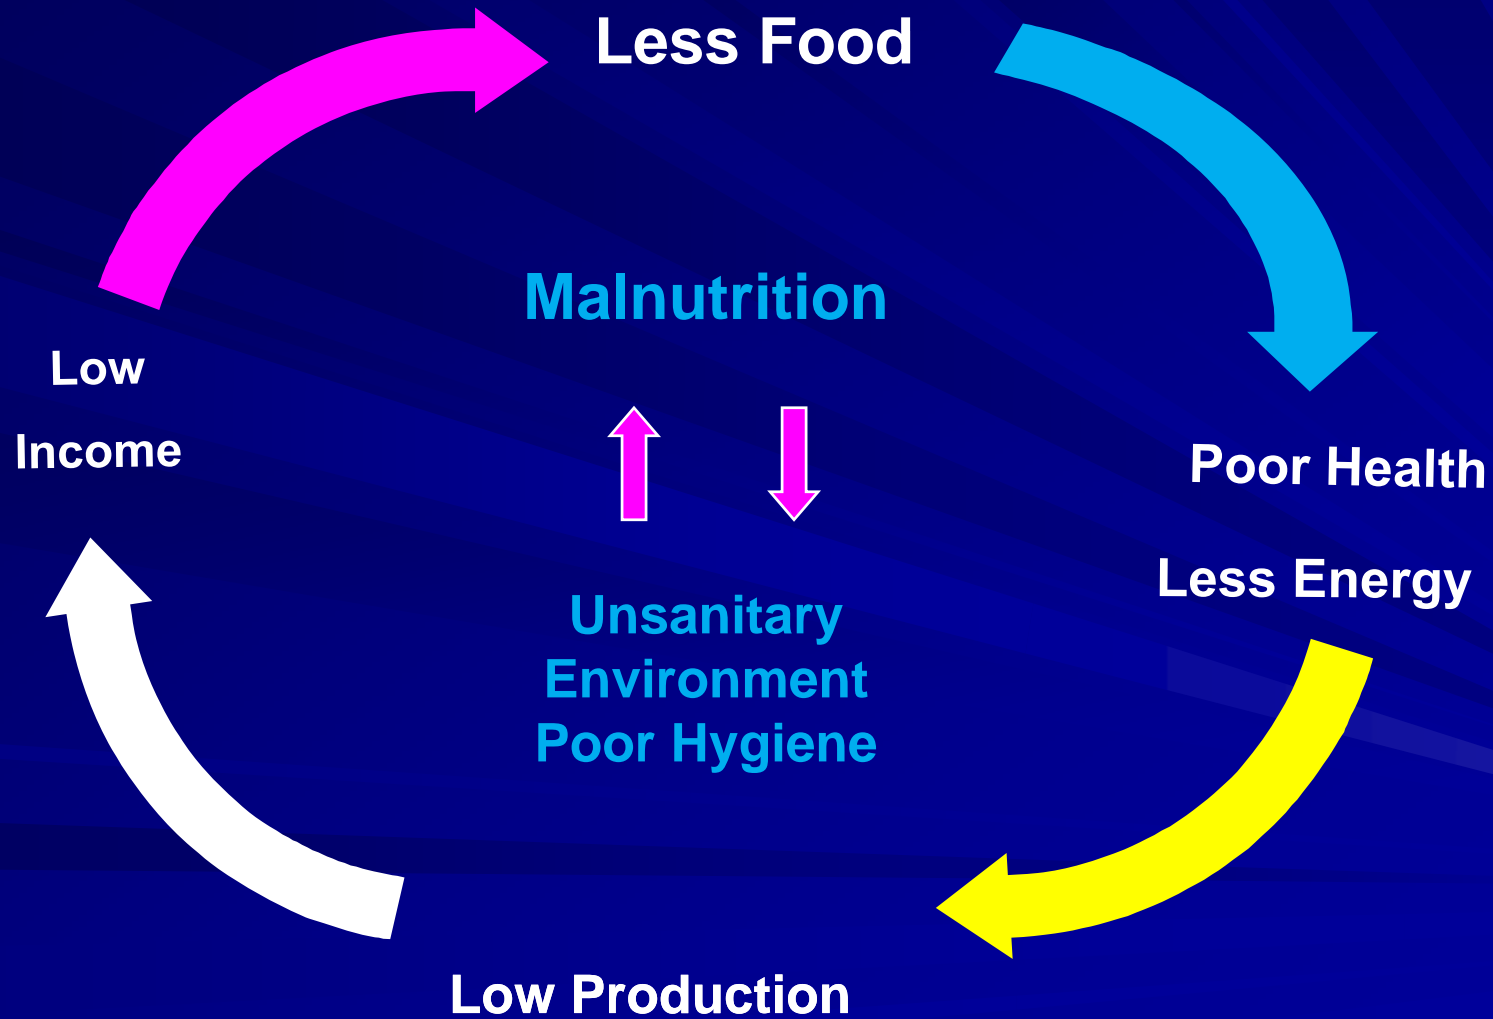 Less Food
Malnutrition
Low
Income
Poor Health
Less Energy
Unsanitary
Environment
Poor Hygiene
Low Production